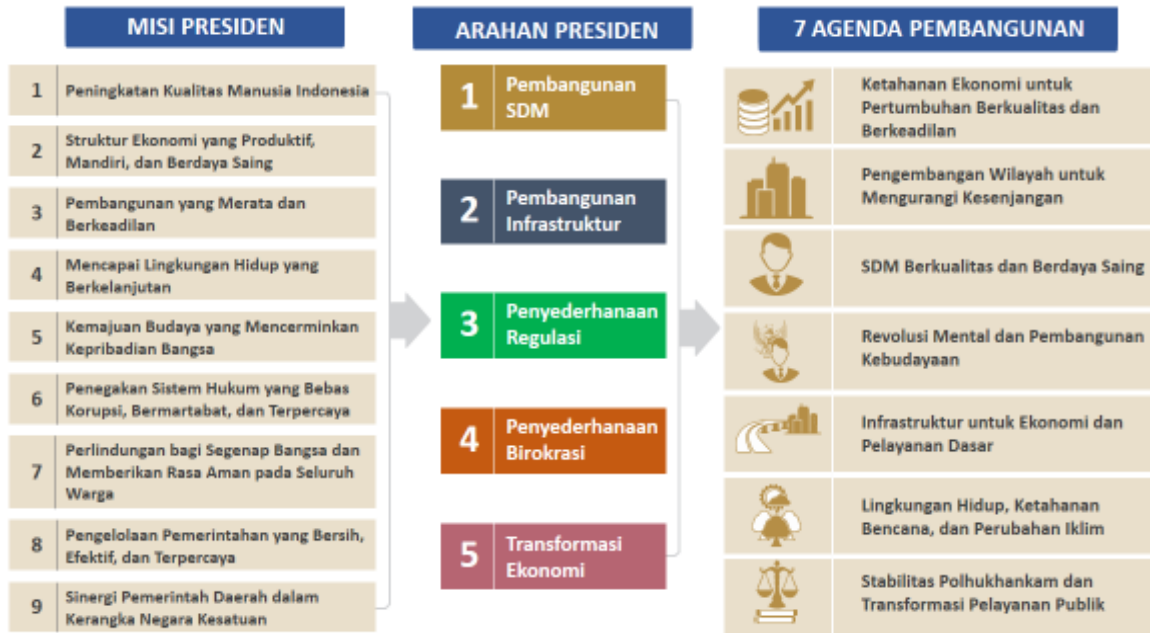 MISI PRESIDEN
1
Peningkatan Kualitas Manusia Indonesia
2
Struktur Ekonomi yang Produktif,
Mandiri, dan Berdaya Saing
3
Pembangunan yang Merata dan
Berkeadilan
4
Mencapai Lingkungan Hidup yang
Berkelanjutan
5
Kemajuan Budaya yang Mencerminkan
Kepribadian Bangsa
6
Penegakan Sistem Hukum yang Bebas
Korupsi, Bermartabat, dan Terpercaya
7
Perlindungan bagi Segenap Bangsa dan
Memberikan Rasa Aman pada Seluruh
Warga
8
Pengelolaan Pemerintahan yang Bersih,
Efektif, dan Terpercaya
9
Sinergi Pemerintah Daerah dalam
Kerangka Negara Kesatuan
ARAHAN PRESIDEN
1
Pembangunan
SDM
2
Pembangunan
Infrastruktur
3
Penyederhanaan
Regulasi
4
Penyederhanaan
Birokrasi
5
Transformasi
Ekonomi
7 AGENDA PEMBANGUNAN
Ketahanan Ekonomi untuk
Pertumbuhan Berkualitas dan
Berkeadilan
Pengembangan Wilayah untuk
Mengurangi Kesenjangan
SDM Berkualitas dan Berdaya Saing
Revolusi Mental dan Pembangunan
Kebudayaan
Infrastruktur untuk Ekonomi dan
Pelayanan Dasar
Lingkungan Hidup, Ketahanan
Bencana, dan Perubahan Iklim
Stabilitas Polhukhankam dan
Transformasi Pelayanan Publik